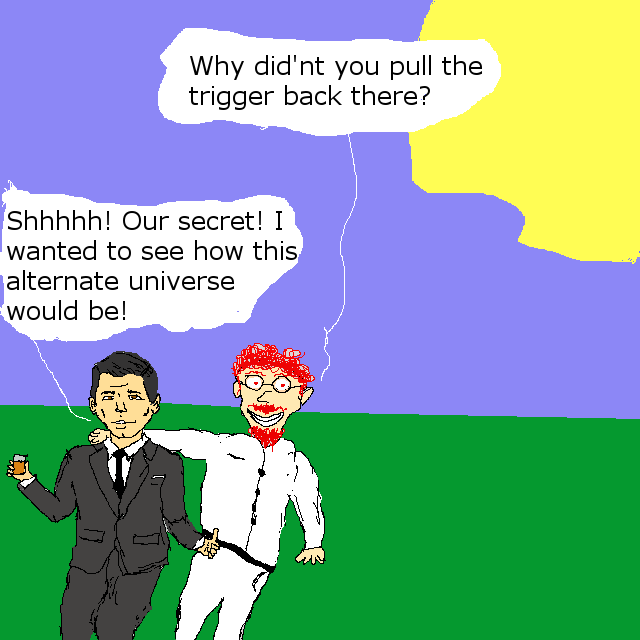 Why did'nt you pull the
trigger back there?
Shhhhh! Our secret! I
wanted to see how this
alternate universe
would be!